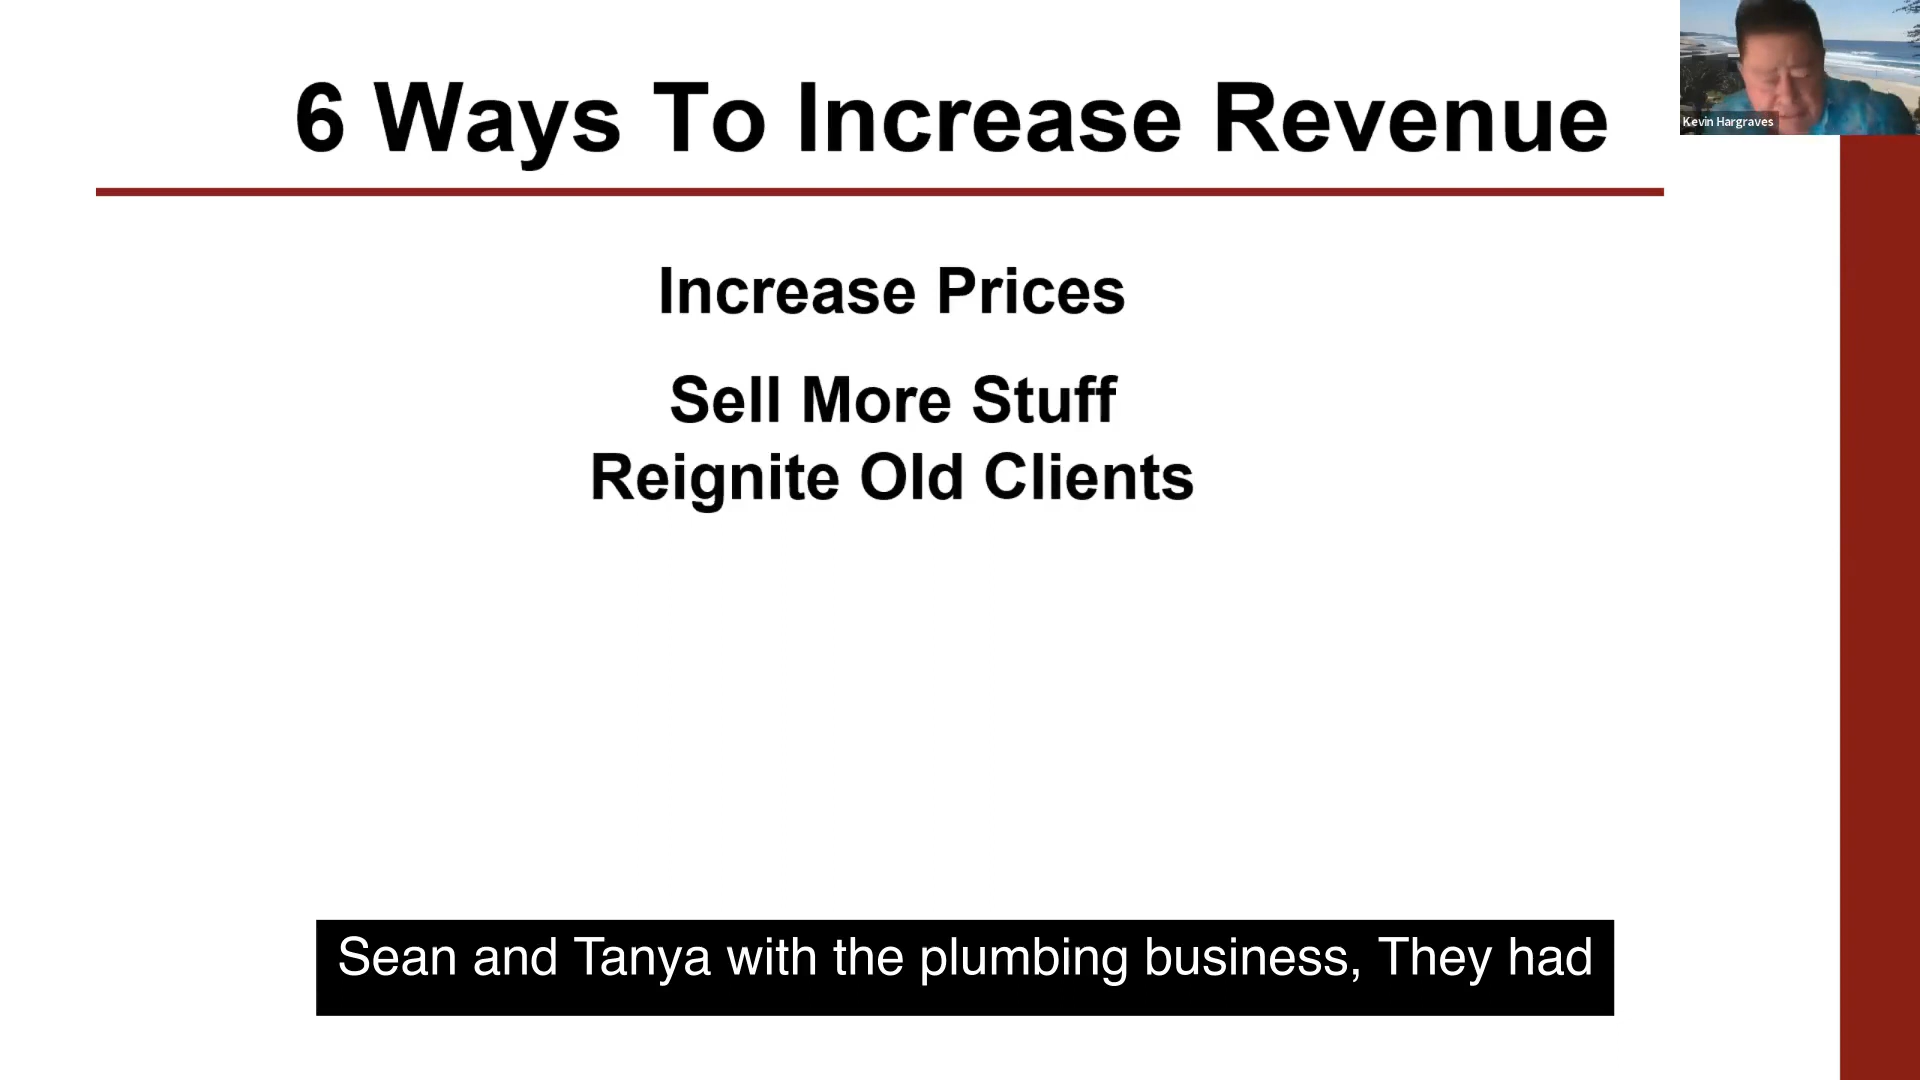 6 Ways To Increase Revenue
Kevin Hargraves
Increase Prices
Sell More Stuff
Reignite Old Clients
Sean and Tanya with the plumbing business, They had